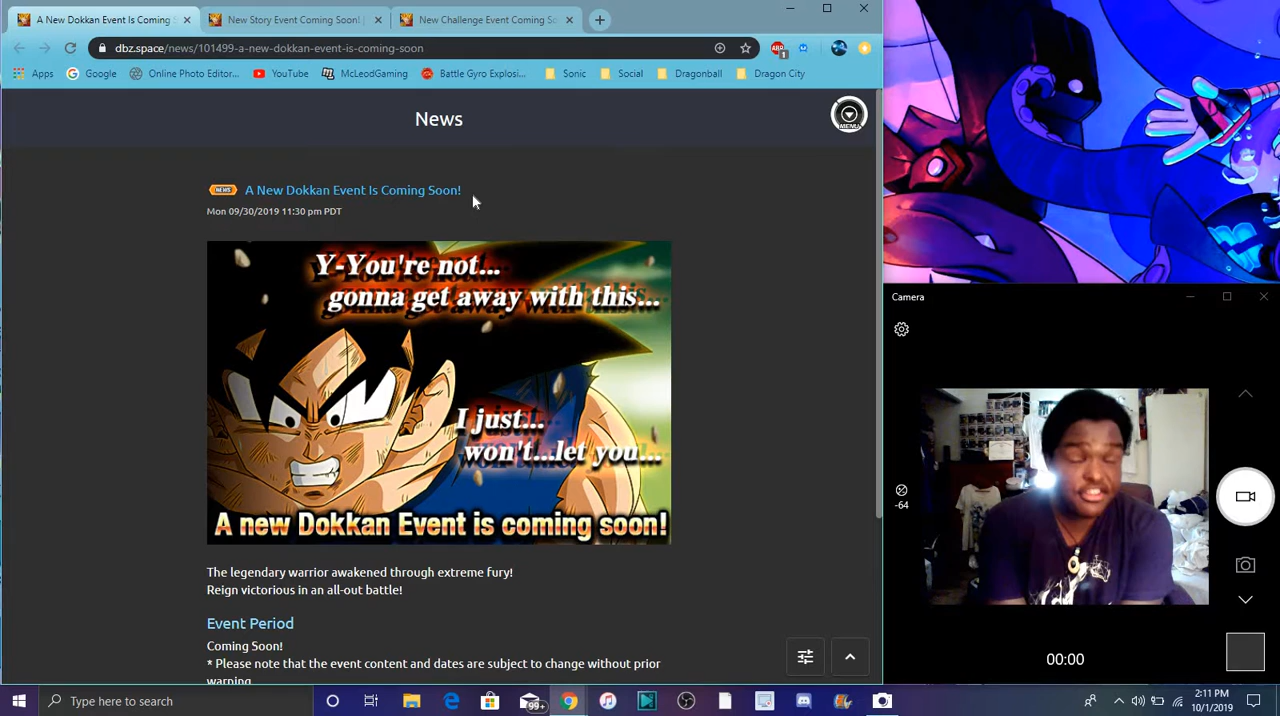 A New Dokkan Event Is Coming S
New Story Event Coming Soon! |
New Challenge Event Coming So
dbz.space/news/101499-a-new-dokkan-event-is-coming-soon
ABP
1
Apps
Google
Online Photo Editor...
YouTube
McLeodGaming
Battle Gyro Explosi...
Sonic
Social
Dragonball
Dragon City
News
MENU
NEWS
A New Dokkan Event Is Coming Soon!
Mon 09/30/2019 11:30 pm PDT
Y-You're not...
gonna get away with this...
I just...
won't...let you...
A new Dokkan Event is coming soon!
The legendary warrior awakened through extreme fury!
Reign victorious in an all-out battle!
Event Period
Coming Soon!
* Please note that the event content and dates are subject to change without prior
warning.
Camera
-64
00:00
Type here to search
99+
2:11 PM
10/1/2019